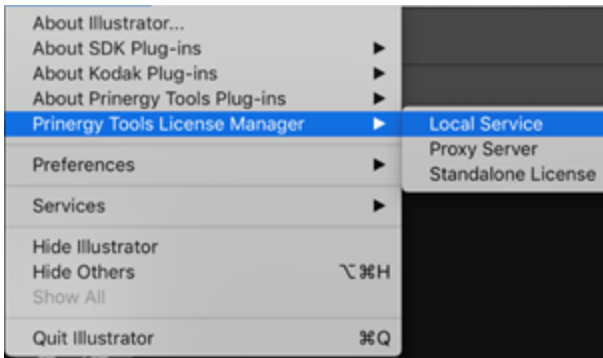 About Illustrator...
About SDK Plug-ins ▶
About Kodak Plug-ins ▶
About Prinergy Tools Plug-ins ▶
Prinergy Tools License Manager ▶
Local Service
Proxy Server
Standalone License
Preferences ▶
Services ▶
Hide Illustrator
Hide Others ⌥⌘H
Show All
Quit Illustrator ⌘Q